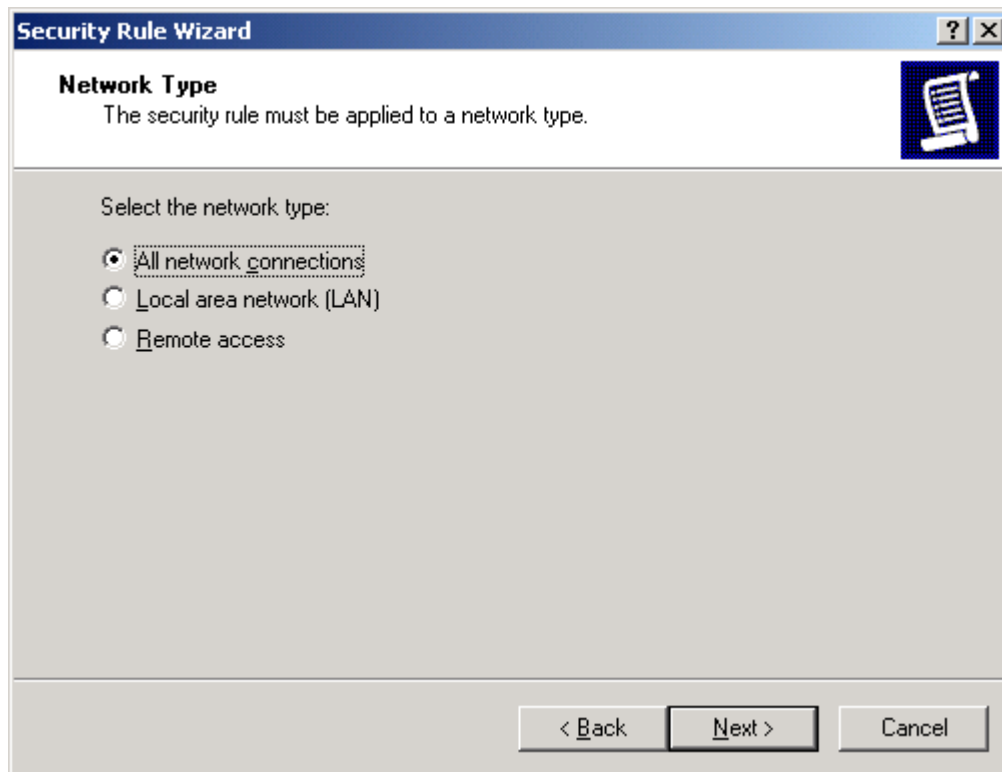 Security Rule Wizard
Network Type
The security rule must be applied to a network type.
Select the network type:
All network connections
Local area network (LAN)
Remote access
< Back Next > Cancel